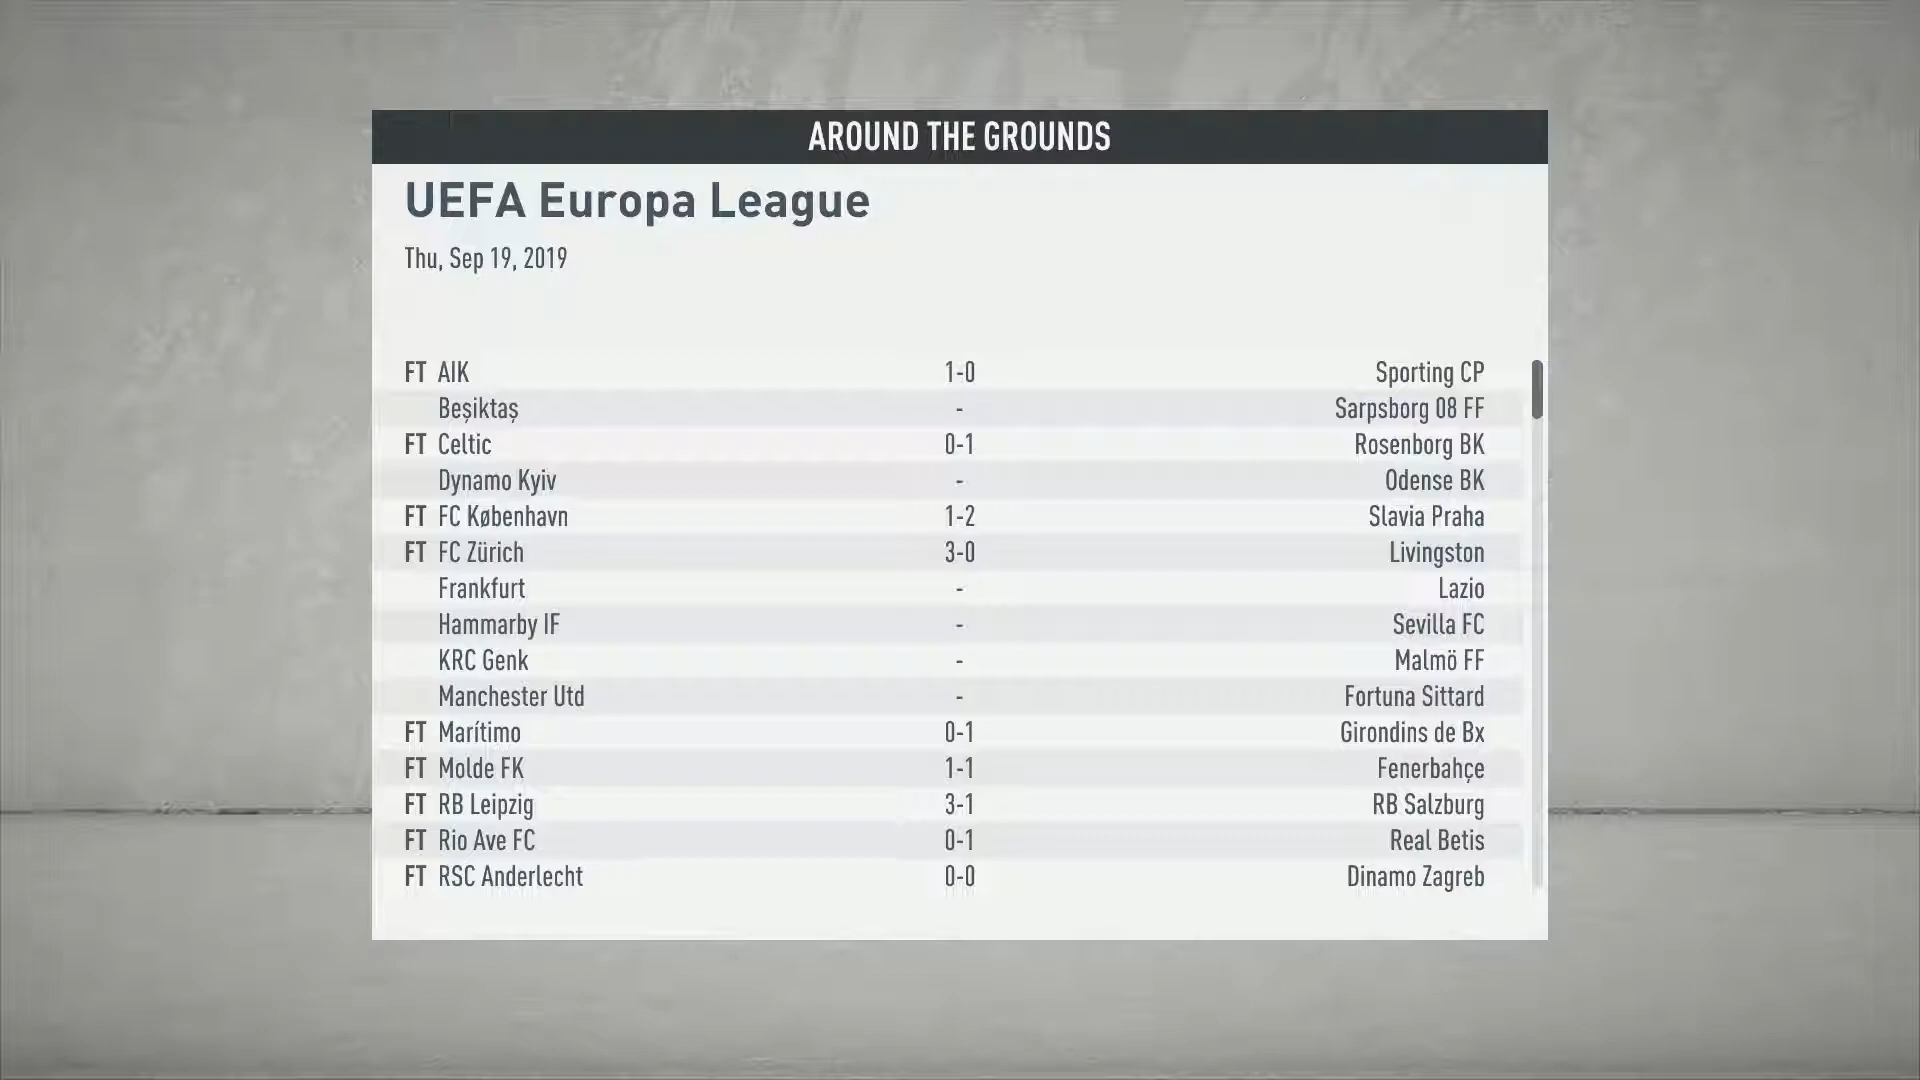 AROUND THE GROUNDS
UEFA Europa League
Thu, Sep 19, 2019
FT AIK 1-0 Sporting CP
Beşiktaş - Sarpsborg 08 FF
FT Celtic 0-1 Rosenborg BK
Dynamo Kyiv - Odense BK
FT FC København 1-2 Slavia Praha
FT FC Zürich 3-0 Livingston
Frankfurt - Lazio
Hammarby IF - Sevilla FC
KRC Genk - Malmö FF
Manchester Utd - Fortuna Sittard
FT Marítimo 0-1 Girondins de Bx
FT Molde FK 1-1 Fenerbahçe
FT RB Leipzig 3-1 RB Salzburg
FT Rio Ave FC 0-1 Real Betis
FT RSC Anderlecht 0-0 Dinamo Zagreb